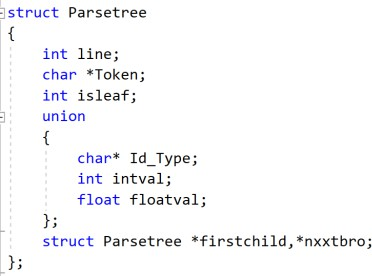 struct Parsetree
{
int line;
char *Token;
int isleaf;
union
{
char* Id_Type;
int intval;
float floatval;
};
struct Parsetree *firstchild,*nxxtbro;
};